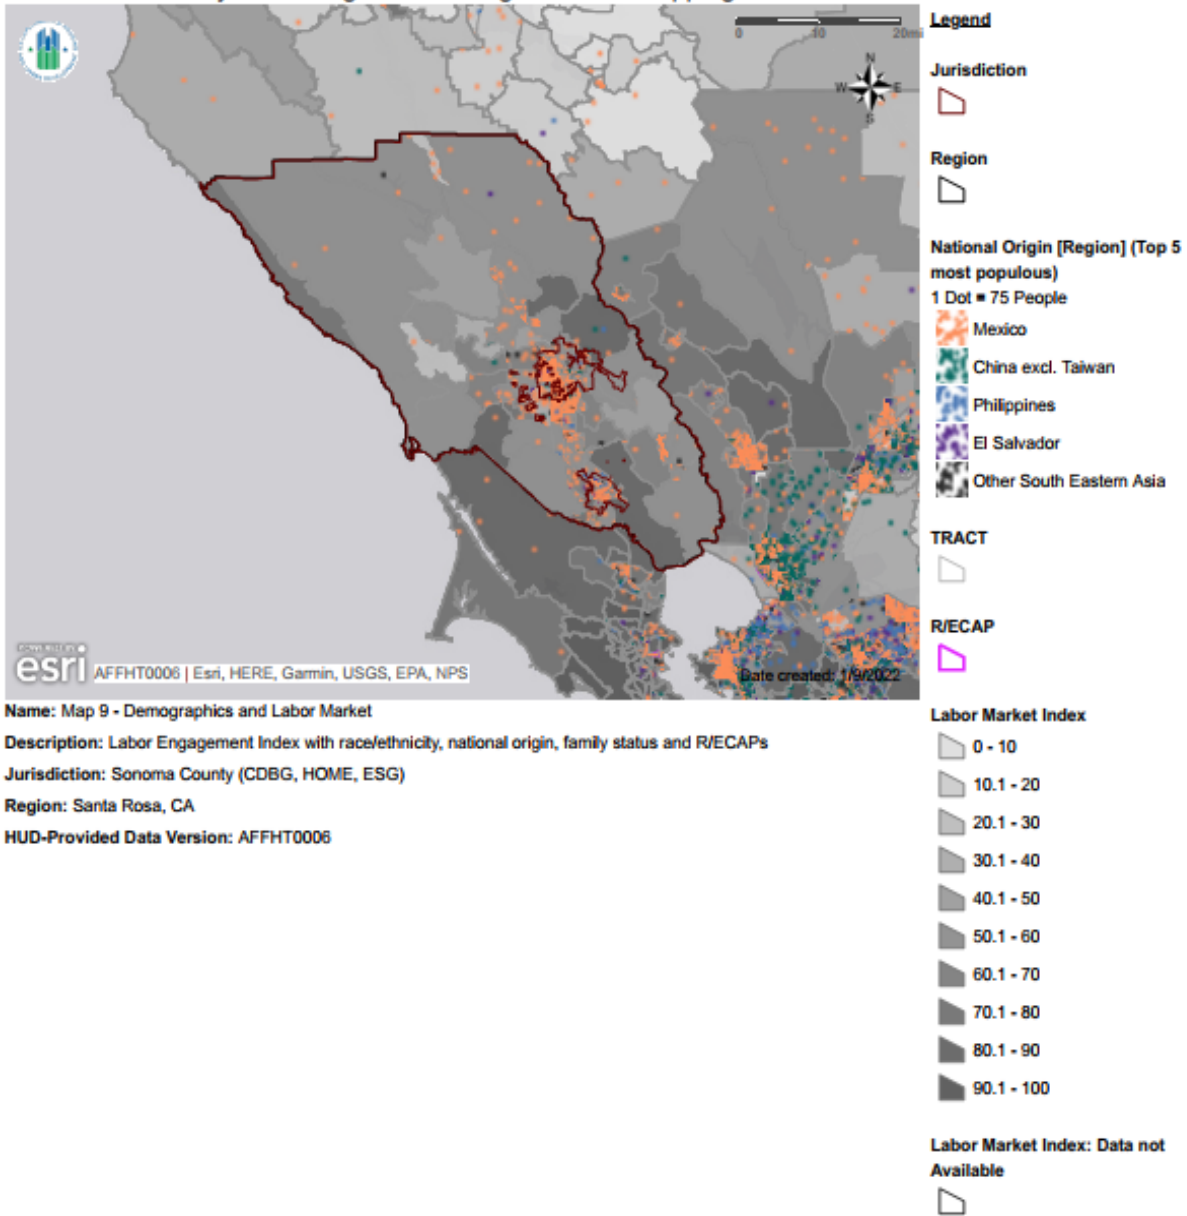 0 10 20mi
N
W E
S
POWERED BY
esri
AFFHT0006 | Esri, HERE, Garmin, USGS, EPA, NPS
Date created: 1/9/2022
Name: Map 9 - Demographics and Labor Market
Description: Labor Engagement Index with race/ethnicity, national origin, family status and R/ECAPs
Jurisdiction: Sonoma County (CDBG, HOME, ESG)
Region: Santa Rosa, CA
HUD-Provided Data Version: AFFHT0006
Legend
Jurisdiction
Region
National Origin [Region] (Top 5
most populous)
1 Dot = 75 People
Mexico
China excl. Taiwan
Philippines
El Salvador
Other South Eastern Asia
TRACT
R/ECAP
Labor Market Index
0 - 10
10.1 - 20
20.1 - 30
30.1 - 40
40.1 - 50
50.1 - 60
60.1 - 70
70.1 - 80
80.1 - 90
90.1 - 100
Labor Market Index: Data not
Available